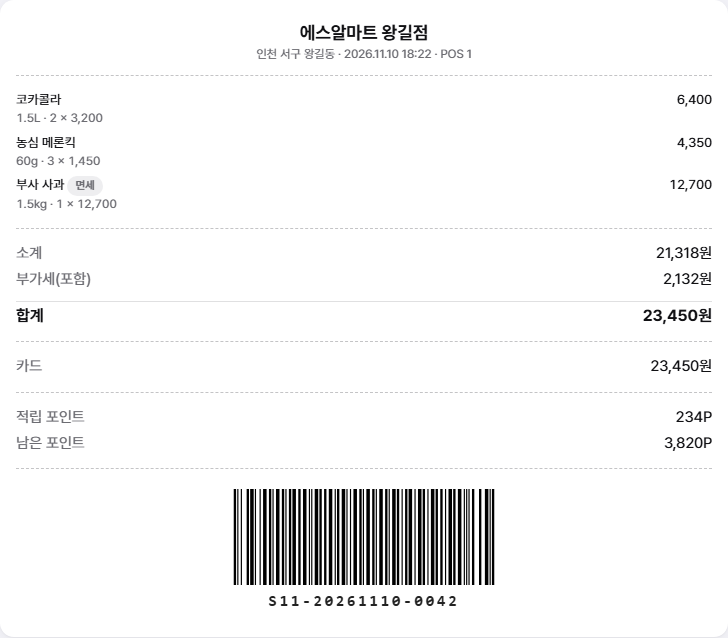 에스알마트 왕길점
인천 서구 왕길동 · 2026.11.10 18:22 · POS 1
코카콜라 6,400
1.5L · 2 × 3,200
농심 메론킥 4,350
60g · 3 × 1,450
부사 사과 면세 12,700
1.5kg · 1 × 12,700
소계 21,318원
부가세(포함) 2,132원
합계 23,450원
카드 23,450원
적립 포인트 234P
남은 포인트 3,820P
S11-20261110-0042